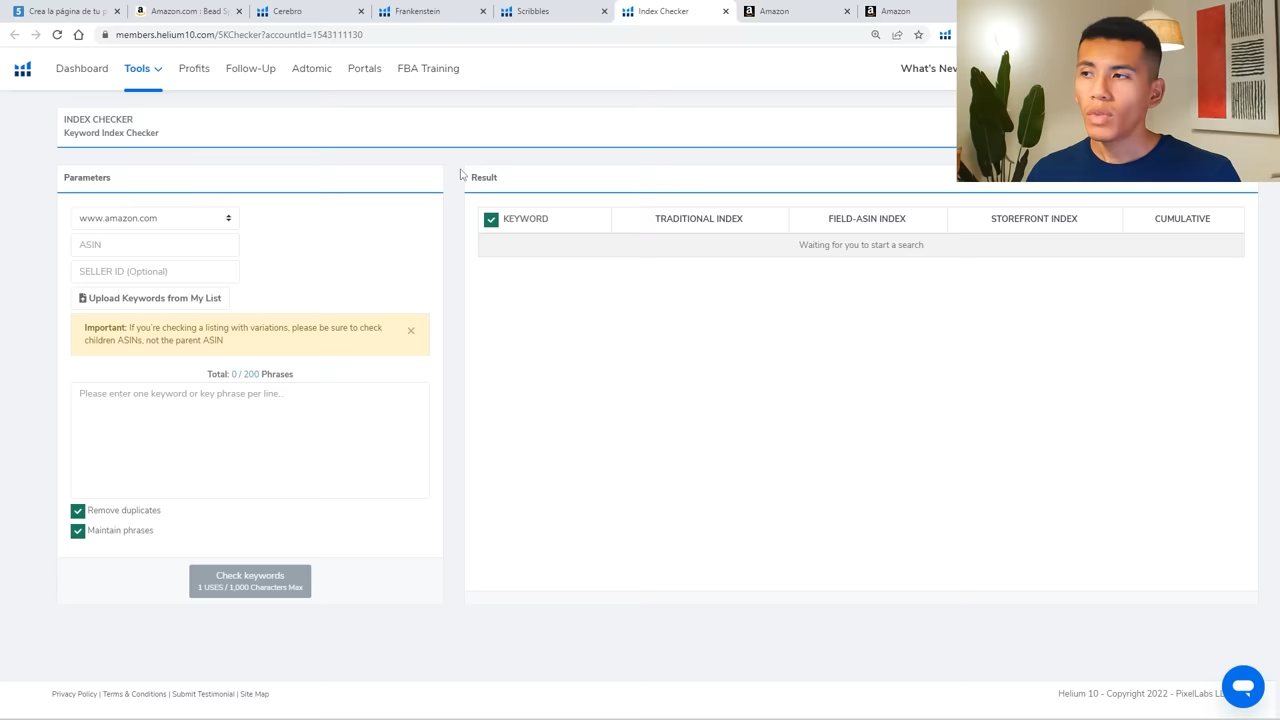 Crea la página de tu p
Amazon.com : Bead S
Cerebro
Frankenstein
Scribbles
Index Checker
Amazon
Amazon
members.helium10.com/5KChecker?accountId=1543111130
Dashboard
Tools
Profits
Follow-Up
Adtomic
Portals
FBA Training
What's New
INDEX CHECKER
Keyword Index Checker
Parameters
www.amazon.com
ASIN
SELLER ID (Optional)
Upload Keywords from My List
Important: If you're checking a listing with variations, please be sure to check
children ASINs, not the parent ASIN
Total: 0 / 200 Phrases
Please enter one keyword or key phrase per line..
Remove duplicates
Maintain phrases
Check keywords
1 USES / 1,000 Characters Max
Result
KEYWORD
TRADITIONAL INDEX
FIELD-ASIN INDEX
STOREFRONT INDEX
CUMULATIVE
Waiting for you to start a search
Privacy Policy | Terms & Conditions | Submit Testimonial | Site Map
Helium 10 - Copyright 2022 - PixelLabs